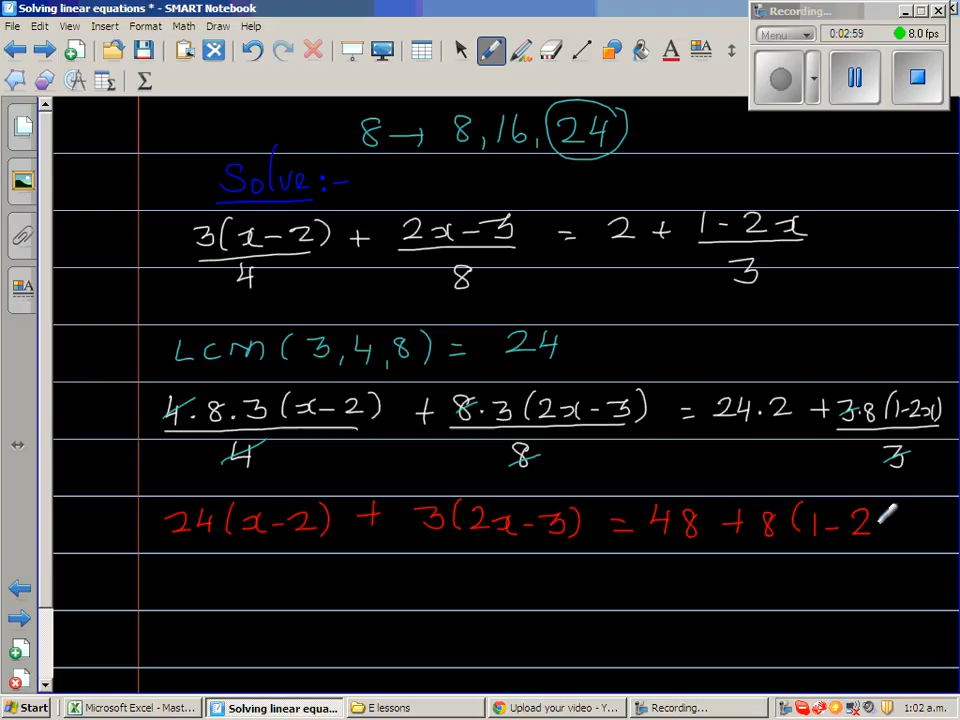 Solving linear equations * - SMART Notebook
Recording...
File Edit View Insert Format Math Draw Help
Menu 0:02:59 8.0 fps
8 → 8, 16, 24
Solve :-
3(x-2)/4 + 2x-3/8 = 2 + 1-2x/3
Lcm(3,4,8) = 24
4·8·3(x-2)/4 + 8·3(2x-3)/8 = 24·2 + 3·8(1-2x)/3
24(x-2) + 3(2x-3) = 48 + 8(1-2
Start Microsoft Excel - Mast... Solving linear equa... E lessons Upload your video - Y... Recording... 1:02 a.m.